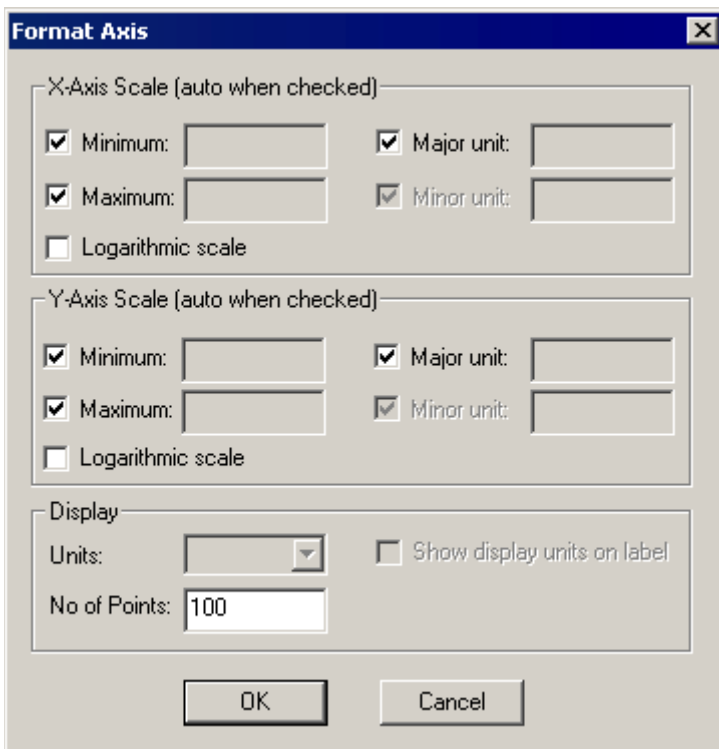 Format Axis
X-Axis Scale (auto when checked)
Minimum: Major unit:
Maximum: Minor unit:
Logarithmic scale
Y-Axis Scale (auto when checked)
Minimum: Major unit:
Maximum: Minor unit:
Logarithmic scale
Display
Units: Show display units on label
No of Points: 100
OK Cancel